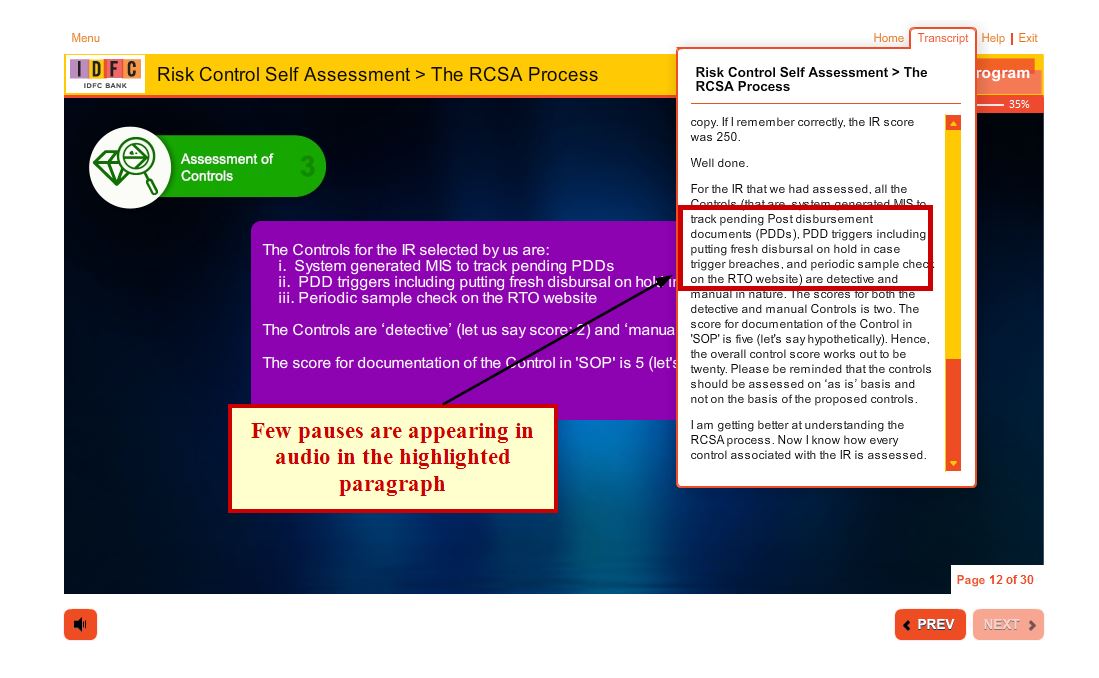 Menu
Home Transcript Help | Exit
IDFC
IDFC BANK
Risk Control Self Assessment > The RCSA Process
rogram
35%
Assessment of
Controls
3
The Controls for the IR selected by us are:
i. System generated MIS to track pending PDDs
ii. PDD triggers including putting fresh disbursal on hold in
iii. Periodic sample check on the RTO website
The Controls are ‘detective’ (let us say score: 2) and ‘manua
The score for documentation of the Control in 'SOP' is 5 (let's
Few pauses are appearing in
audio in the highlighted
paragraph
Risk Control Self Assessment > The
RCSA Process
copy. If I remember correctly, the IR score
was 250.
Well done.
For the IR that we had assessed, all the
Controls (that are, system generated MIS to
track pending Post disbursement
documents (PDDs), PDD triggers including
putting fresh disbursal on hold in case
trigger breaches, and periodic sample check
on the RTO website) are detective and
manual in nature. The scores for both the
detective and manual Controls is two. The
score for documentation of the Control in
'SOP' is five (let's say hypothetically). Hence,
the overall control score works out to be
twenty. Please be reminded that the controls
should be assessed on ‘as is’ basis and
not on the basis of the proposed controls.
I am getting better at understanding the
RCSA process. Now I know how every
control associated with the IR is assessed.
Page 12 of 30
PREV
NEXT